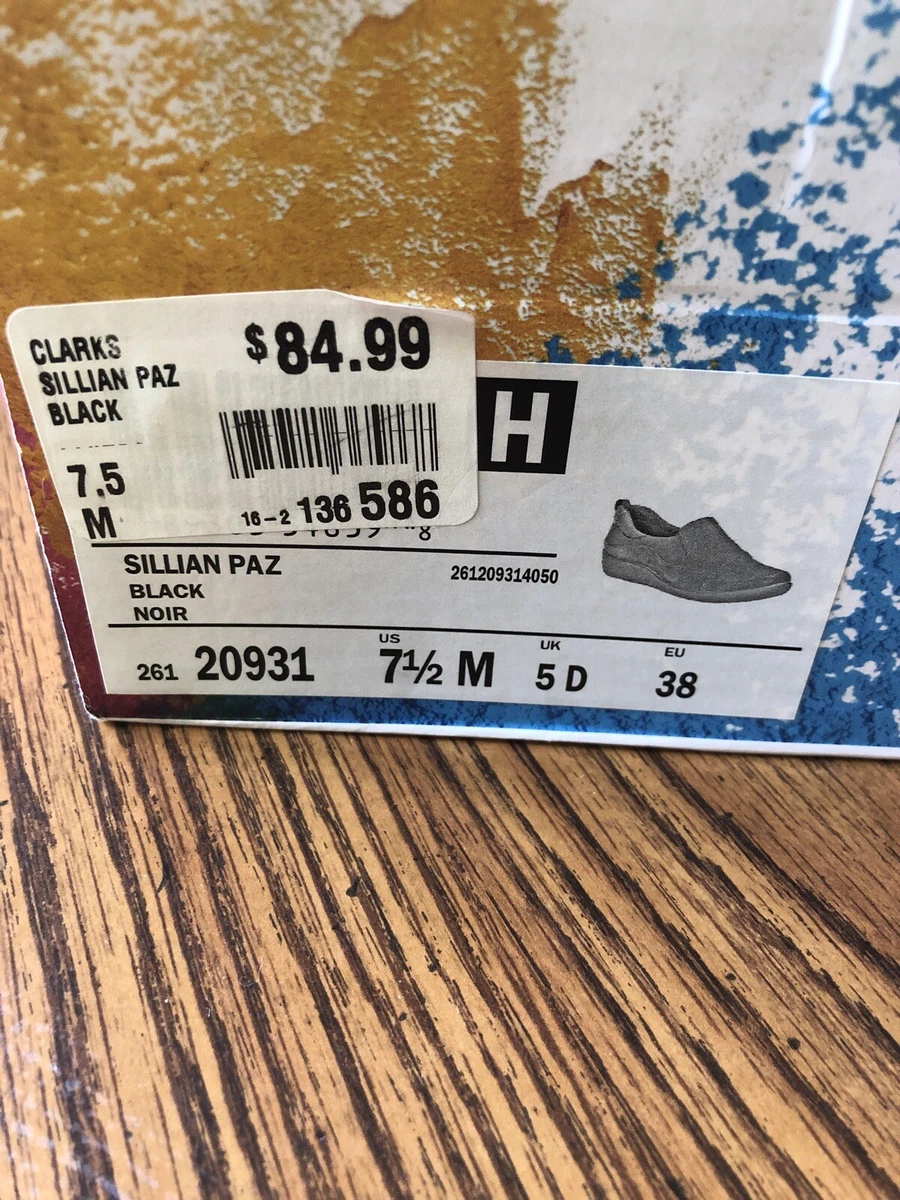 CLARKS
SILLIAN PAZ
BLACK
$84.99
7.5
M
16-2 136 586
H
8
SILLIAN PAZ
BLACK
NOIR
261209314050
261 20931
US
7½ M
UK
5 D
EU
38